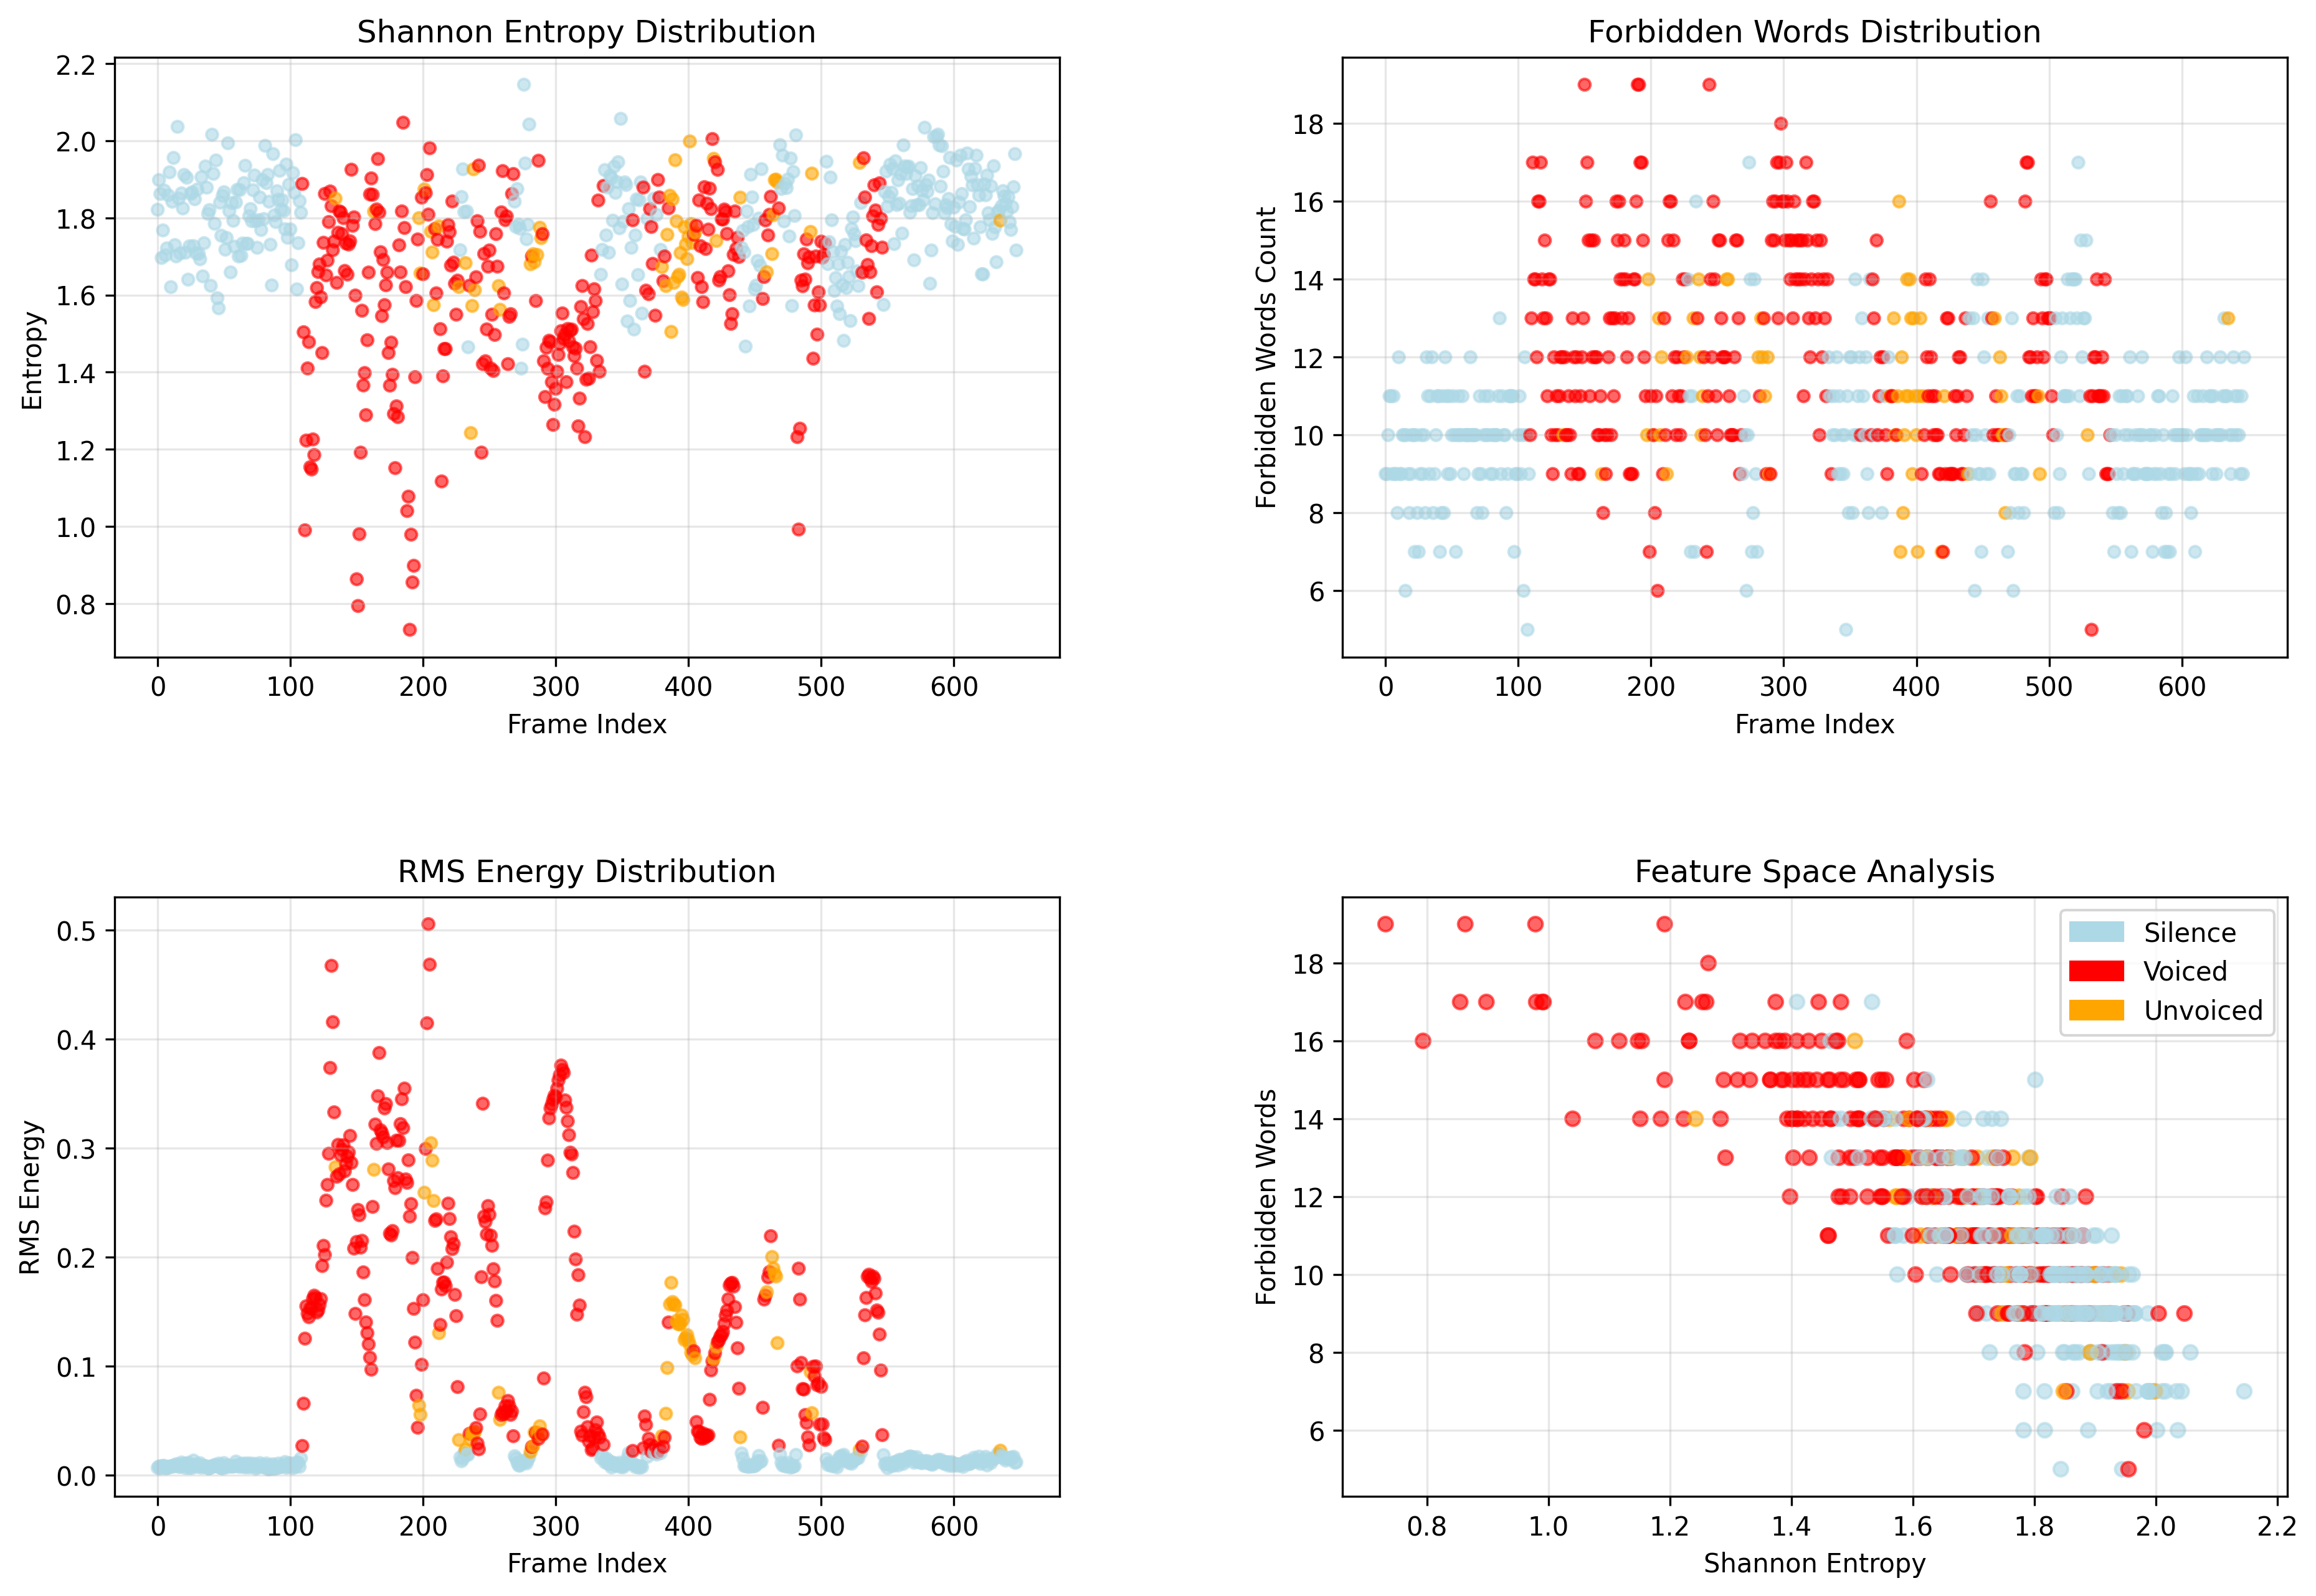 Shannon Entropy Distribution
Entropy
2.2
2.0
1.8
1.6
1.4
1.2
1.0
0.8
0 100 200 300 400 500 600
Frame Index
Forbidden Words Distribution
Forbidden Words Count
18
16
14
12
10
8
6
0 100 200 300 400 500 600
Frame Index
RMS Energy Distribution
RMS Energy
0.5
0.4
0.3
0.2
0.1
0.0
0 100 200 300 400 500 600
Frame Index
Feature Space Analysis
Forbidden Words
18
16
14
12
10
8
6
Silence
Voiced
Unvoiced
0.8 1.0 1.2 1.4 1.6 1.8 2.0 2.2
Shannon Entropy